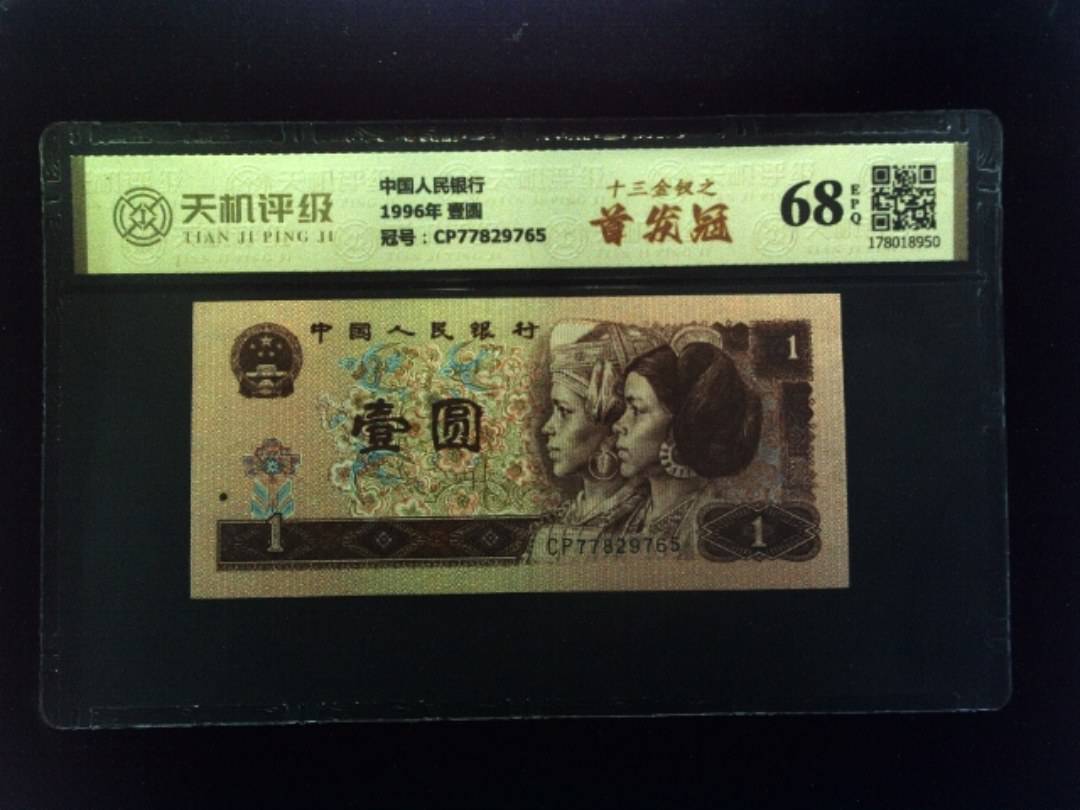 天机评级
TIAN JI PING JI
中国人民银行
1996年 壹圆
冠号：CP77829765
十三金钗之
首发冠
68
EPQ
178018950
中国人民银行
1
壹圆
1
CP77829765
1